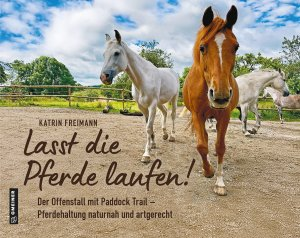 KATRIN FREIMANN
Lasst die
Pferde laufen!
Der Offenstall mit Paddock Trail –
Pferdehaltung naturnah und artgerecht
GMEINER